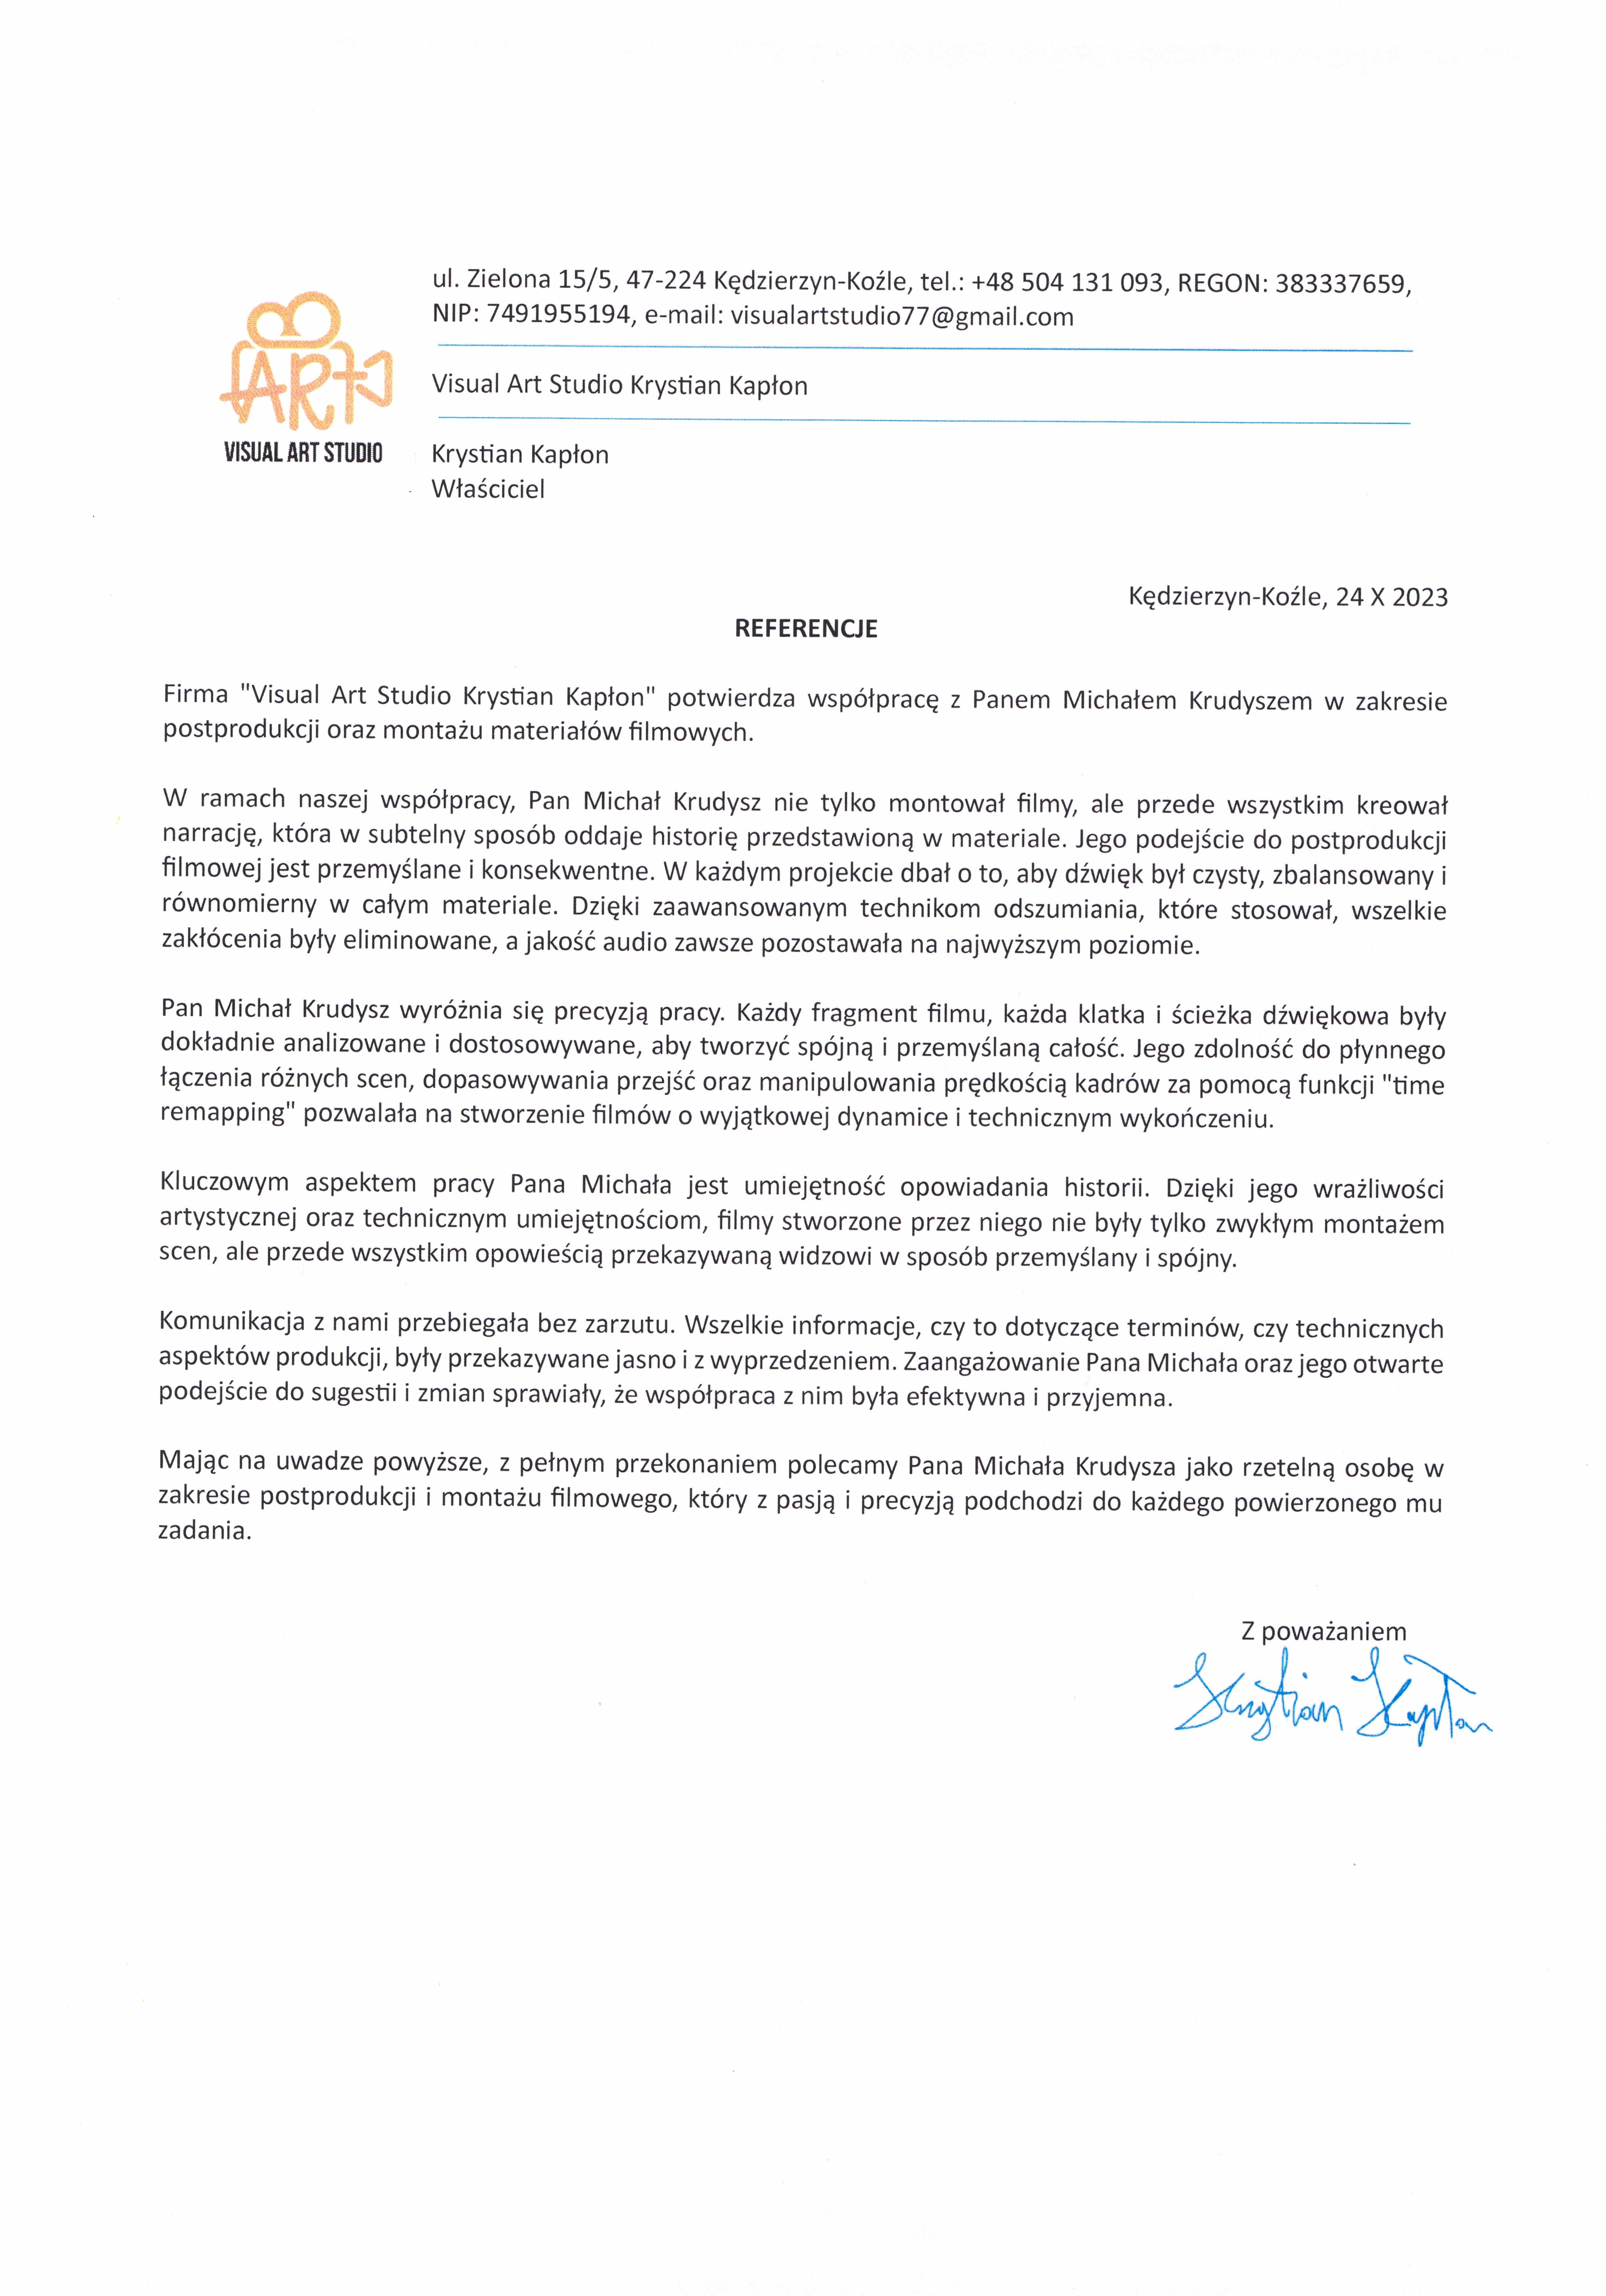 ul. Zielona 15/5, 47-224 Kędzierzyn-Koźle, tel.: +48 504 131 093, REGON: 383337659,
NIP: 7491955194, e-mail: visualartstudio77@gmail.com
ART
VISUAL ART STUDIO
Visual Art Studio Krystian Kapłon
Krystian Kapłon
Właściciel
Kędzierzyn-Koźle, 24 X 2023
REFERENCJE
Firma "Visual Art Studio Krystian Kapłon" potwierdza współpracę z Panem Michałem Krudyszem w zakresie
postprodukcji oraz montażu materiałów filmowych.
W ramach naszej współpracy, Pan Michał Krudysz nie tylko montował filmy, ale przede wszystkim kreował
narrację, która w subtelny sposób oddaje historię przedstawioną w materiale. Jego podejście do postprodukcji
filmowej jest przemyślane i konsekwentne. W każdym projekcie dbał o to, aby dźwięk był czysty, zbalansowany i
równomierny w całym materiale. Dzięki zaawansowanym technikom odszumiania, które stosował, wszelkie
zakłócenia były eliminowane, a jakość audio zawsze pozostawała na najwyższym poziomie.
Pan Michał Krudysz wyróżnia się precyzją pracy. Każdy fragment filmu, każda klatka i ścieżka dźwiękowa były
dokładnie analizowane i dostosowywane, aby tworzyć spójną i przemyślaną całość. Jego zdolność do płynnego
łączenia różnych scen, dopasowywania przejść oraz manipulowania prędkością kadrów za pomocą funkcji "time
remapping" pozwalała na stworzenie filmów o wyjątkowej dynamice i technicznym wykończeniu.
Kluczowym aspektem pracy Pana Michała jest umiejętność opowiadania historii. Dzięki jego wrażliwości
artystycznej oraz technicznym umiejętnościom, filmy stworzone przez niego nie były tylko zwykłym montażem
scen, ale przede wszystkim opowieścią przekazywaną widzowi w sposób przemyślany i spójny.
Komunikacja z nami przebiegała bez zarzutu. Wszelkie informacje, czy to dotyczące terminów, czy technicznych
aspektów produkcji, były przekazywane jasno i z wyprzedzeniem. Zaangażowanie Pana Michała oraz jego otwarte
podejście do sugestii i zmian sprawiały, że współpraca z nim była efektywna i przyjemna.
Mając na uwadze powyższe, z pełnym przekonaniem polecamy Pana Michała Krudysza jako rzetelną osobę w
zakresie postprodukcji i montażu filmowego, który z pasją i precyzją podchodzi do każdego powierzonego mu
zadania.
Z poważaniem
Krystian Kapłon